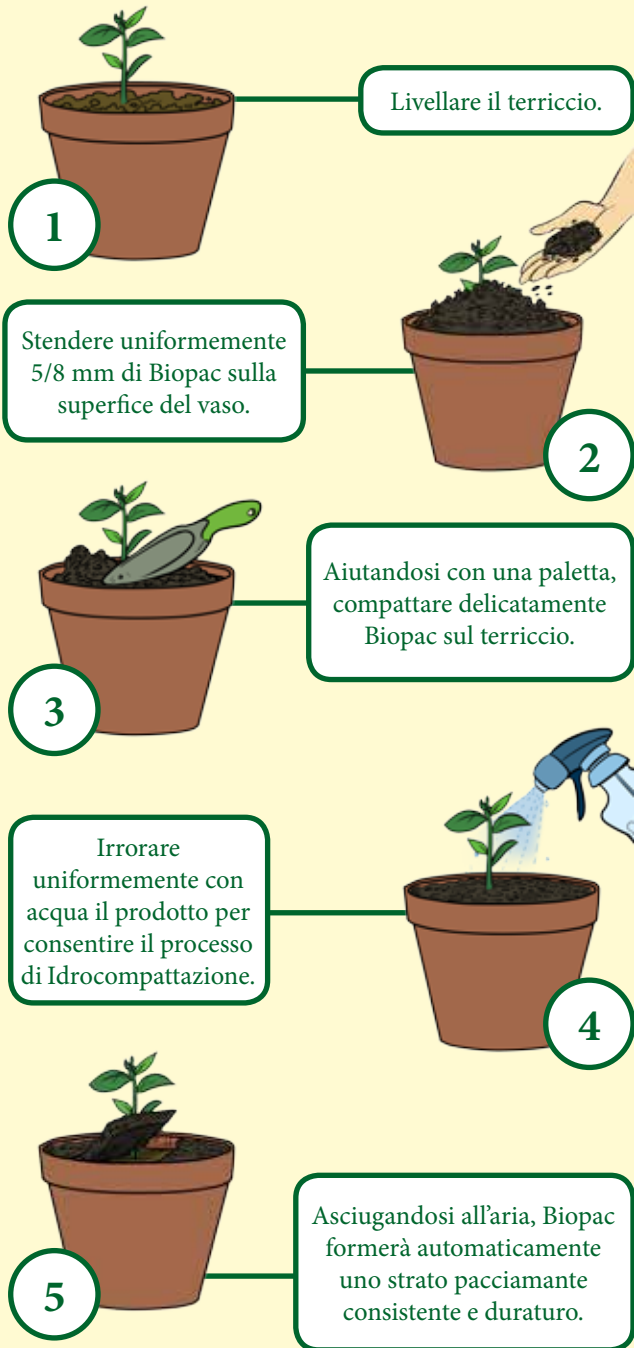 Livellare il terriccio.
1
Stendere uniformemente
5/8 mm di Biopac sulla
superfice del vaso.
2
Aiutandosi con una paletta,
compattare delicatamente
Biopac sul terriccio.
3
Irrorare
uniformemente con
acqua il prodotto per
consentire il processo
di Idrocompattazione.
4
Asciugandosi all'aria, Biopac
formerà automaticamente
uno strato pacciamante
consistente e duraturo.
5